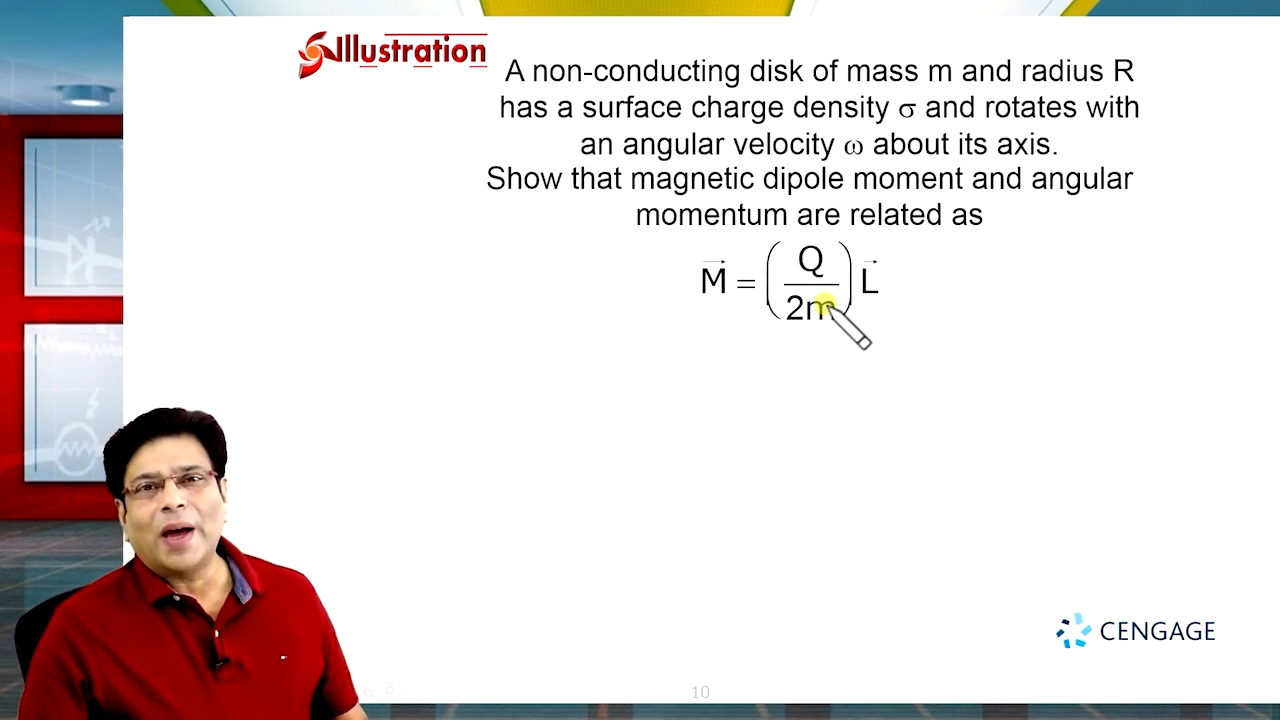 Illustration
A non-conducting disk of mass m and radius R
has a surface charge density σ and rotates with
an angular velocity ω about its axis.
Show that magnetic dipole moment and angular
momentum are related as
M⃗ = (Q/2m) L⃗
CENGAGE
10